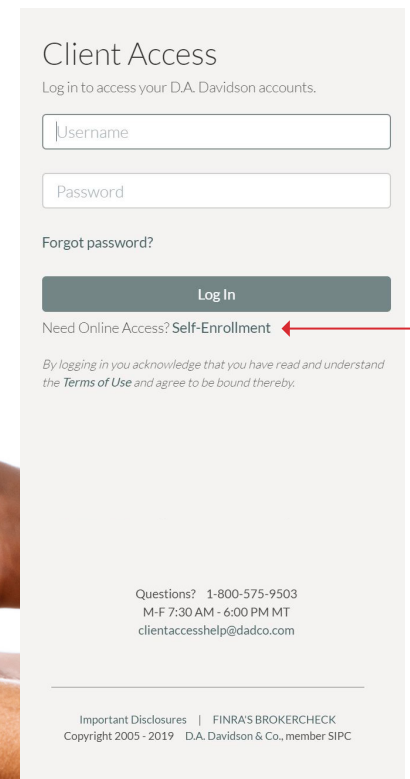 Client Access
Log in to access your D.A. Davidson accounts.
Username
Password
Forgot password?
Log In
Need Online Access? Self-Enrollment
By logging in you acknowledge that you have read and understand
the Terms of Use and agree to be bound thereby.
Questions? 1-800-575-9503
M-F 7:30 AM - 6:00 PM MT
clientaccesshelp@dadco.com
Important Disclosures | FINRA'S BROKERCHECK
Copyright 2005 - 2019 D.A. Davidson & Co., member SIPC